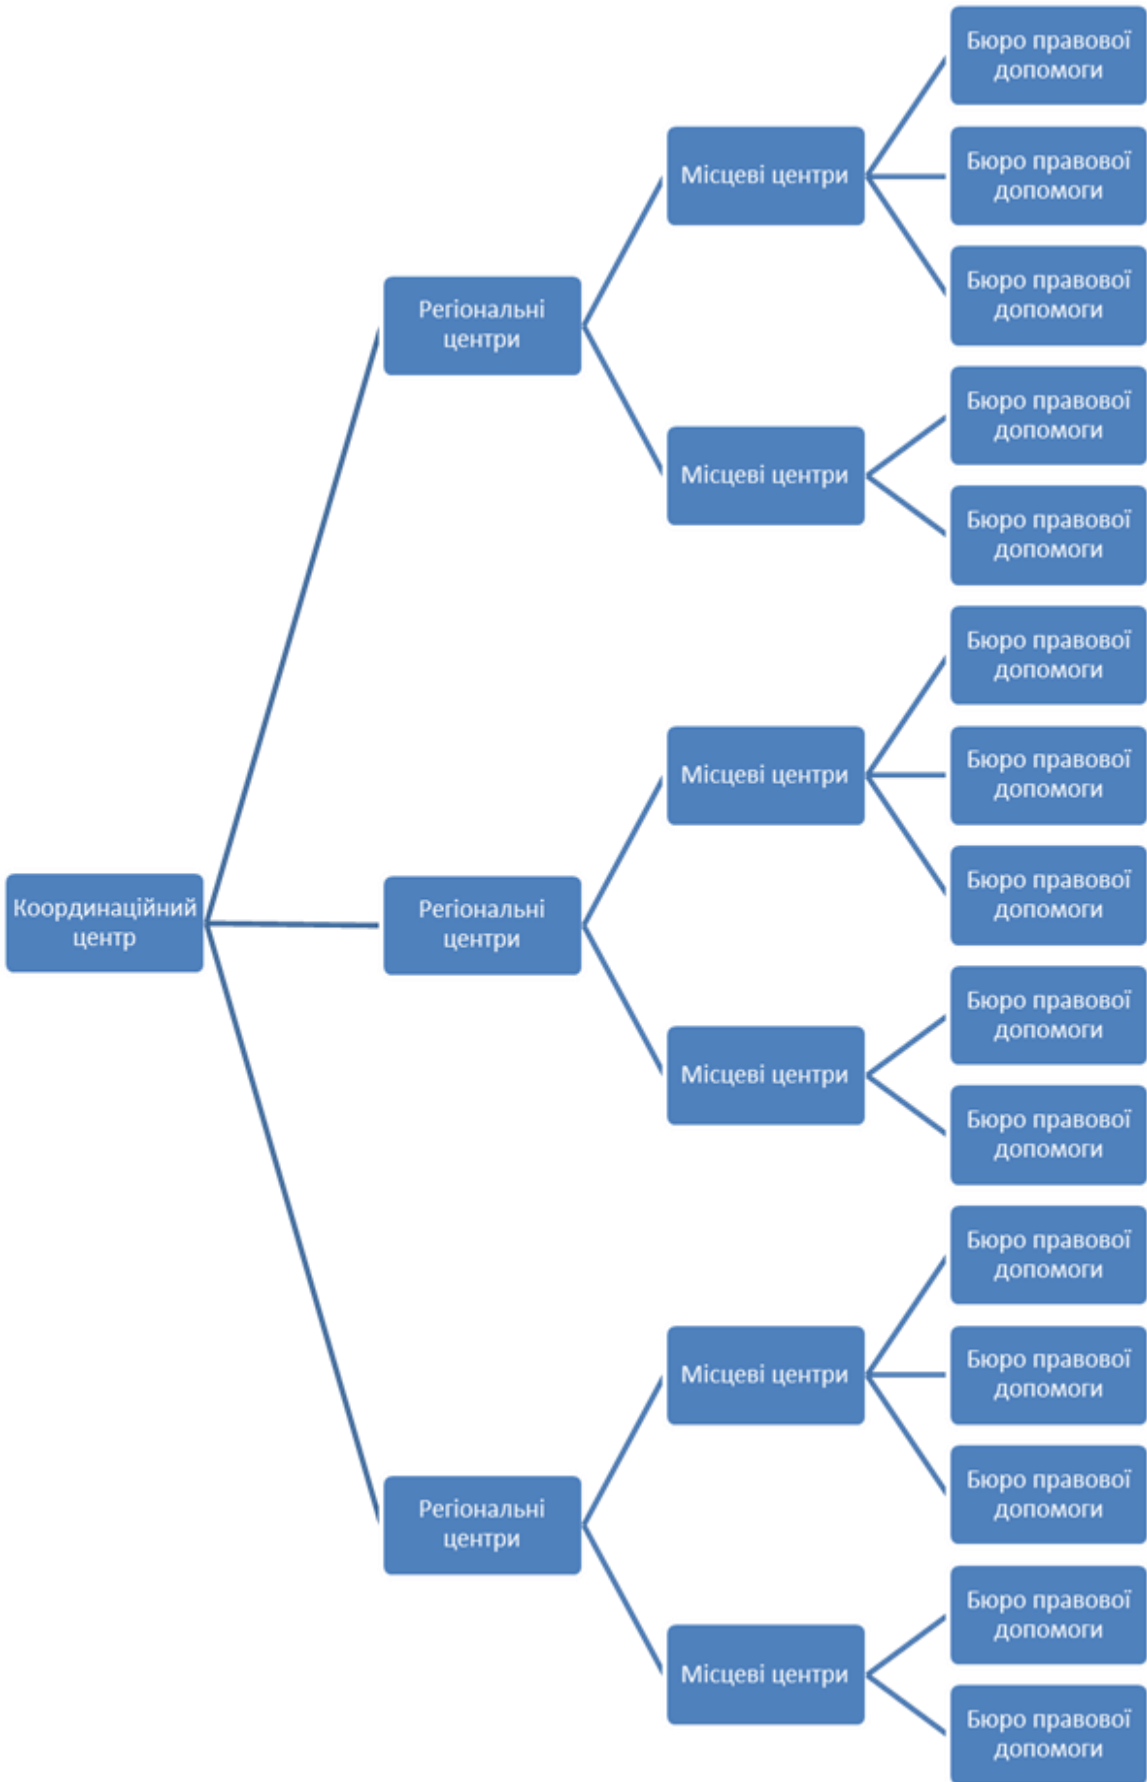 Бюро правової
допомоги
Місцеві центри
Бюро правової
допомоги
Бюро правової
допомоги
Регіональні
центри
Бюро правової
допомоги
Місцеві центри
Бюро правової
допомоги
Бюро правової
допомоги
Місцеві центри
Бюро правової
допомоги
Бюро правової
допомоги
Координаційний
центр
Регіональні
центри
Бюро правової
допомоги
Місцеві центри
Бюро правової
допомоги
Бюро правової
допомоги
Місцеві центри
Бюро правової
допомоги
Бюро правової
допомоги
Регіональні
центри
Бюро правової
допомоги
Місцеві центри
Бюро правової
допомоги